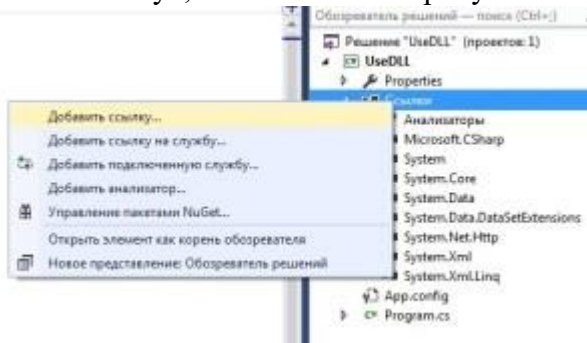 Обозреватель решений — поиск (Ctrl+;)
Решение "UseDLL" (проектов: 1)
UseDLL
Properties
Ссылки
Анализаторы
Microsoft.CSharp
System
System.Core
System.Data
System.Data.DataSetExtensions
System.Net.Http
System.Xml
System.Xml.Linq
App.config
Program.cs
Добавить ссылку...
Добавить ссылку на службу...
Добавить подключенную службу...
Добавить анализатор...
Управление пакетами NuGet...
Открыть элемент как корень обозревателя
Новое представление: Обозреватель решений